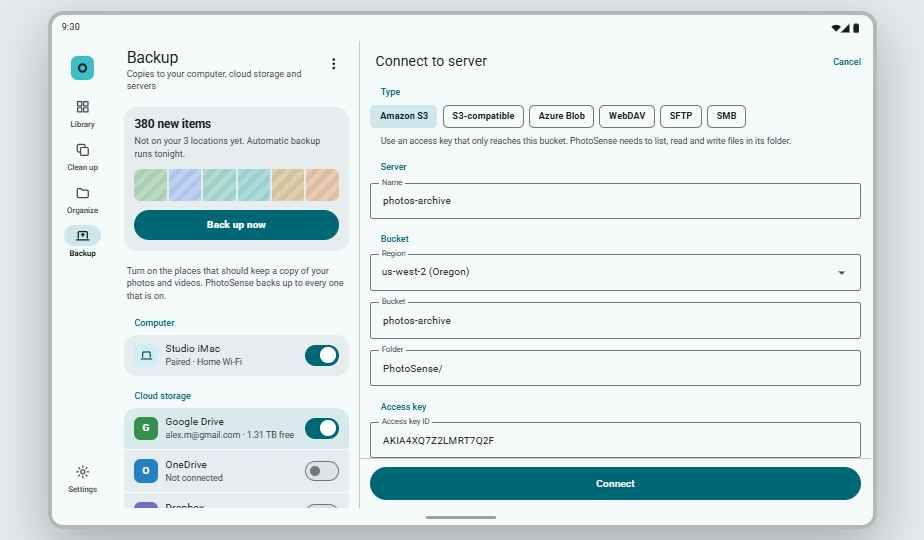 9:30
Library
Clean up
Organize
Backup
Settings
Backup
Copies to your computer, cloud storage and
servers
380 new items
Not on your 3 locations yet. Automatic backup
runs tonight.
Back up now
Turn on the places that should keep a copy of your
photos and videos. PhotoSense backs up to every one
that is on.
Computer
Studio iMac
Paired · Home Wi-Fi
Cloud storage
G
Google Drive
alex.m@gmail.com · 1.31 TB free
O
OneDrive
Not connected
Dropbox
Connect to server
Cancel
Type
Amazon S3
S3-compatible
Azure Blob
WebDAV
SFTP
SMB
Use an access key that only reaches this bucket. PhotoSense needs to list, read and write files in its folder.
Server
Name
photos-archive
Bucket
Region
us-west-2 (Oregon)
Bucket
photos-archive
Folder
PhotoSense/
Access key
Access key ID
AKIA4XQ7Z2LMRT7Q2F
Connect